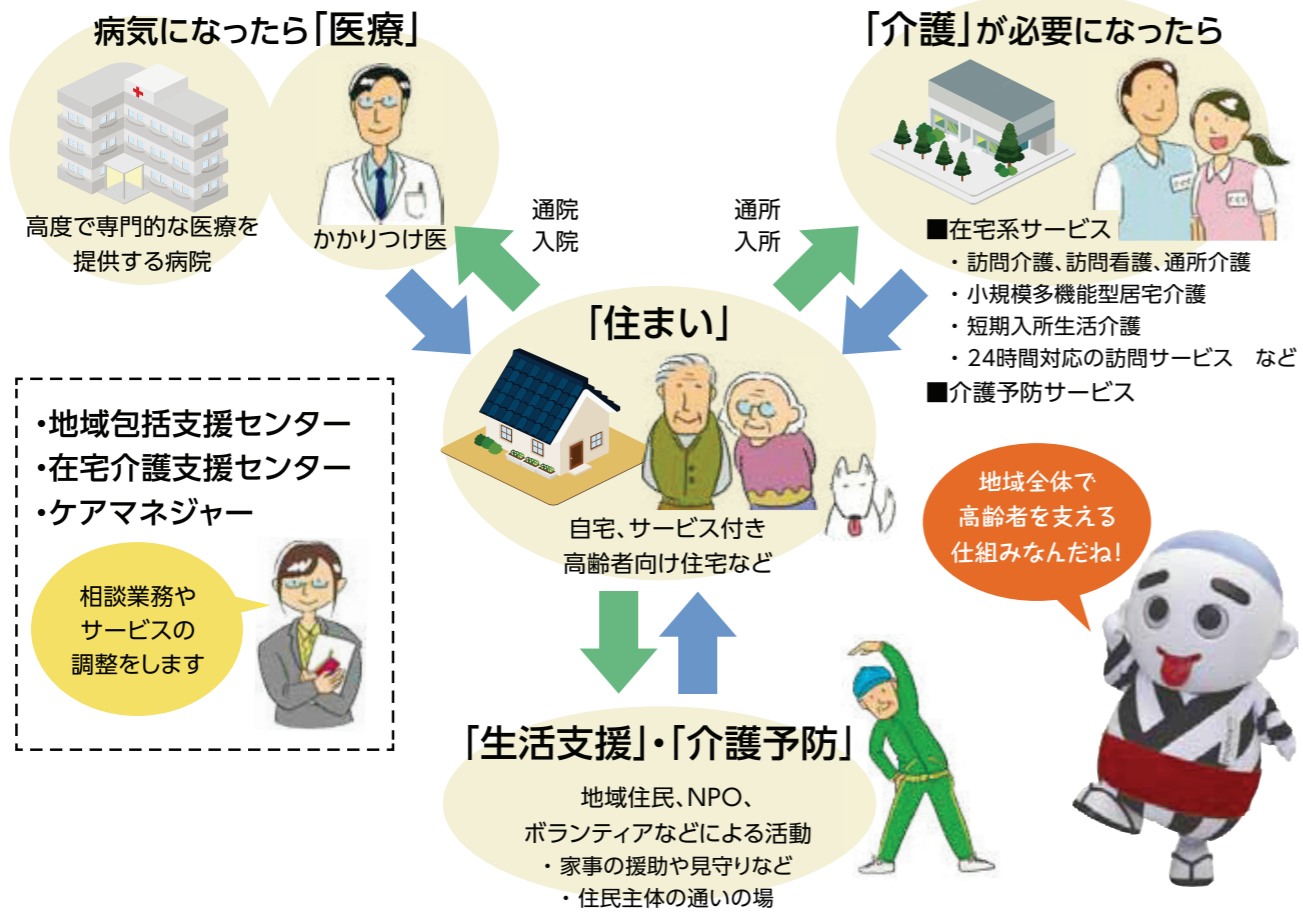 病気になったら「医療」
高度で専門的な医療を
提供する病院
かかりつけ医
通院
入院
「介護」が必要になったら
通所
入所
■在宅系サービス
・訪問介護、訪問看護、通所介護
・小規模多機能型居宅介護
・短期入所生活介護
・24時間対応の訪問サービス　など
■介護予防サービス
「住まい」
自宅、サービス付き
高齢者向け住宅など
・地域包括支援センター
・在宅介護支援センター
・ケアマネジャー
相談業務や
サービスの
調整をします
地域全体で
高齢者を支える
仕組みなんだね!
「生活支援」・「介護予防」
地域住民、NPO、
ボランティアなどによる活動
・家事の援助や見守りなど
・住民主体の通いの場